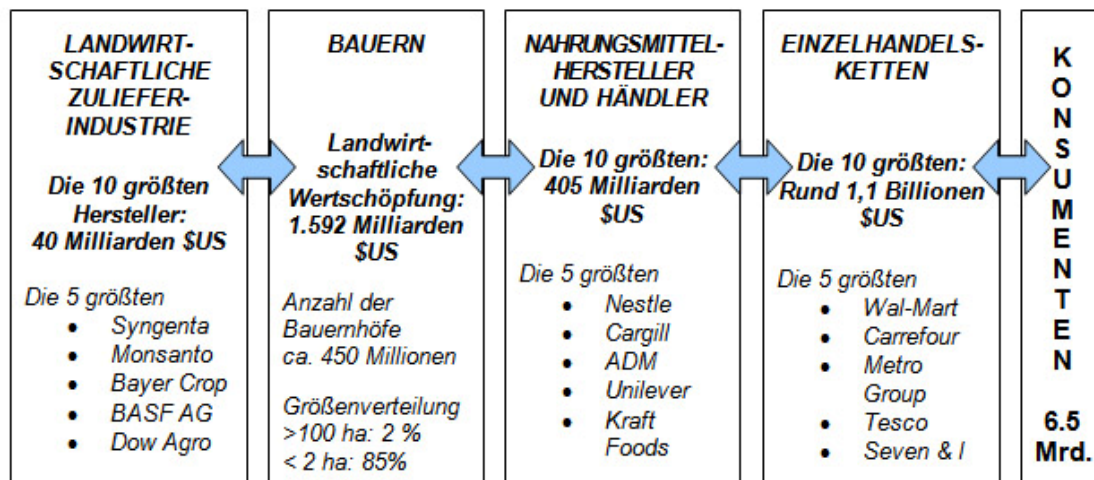 LANDWIRT-
SCHAFTLICHE
ZULIEFER-
INDUSTRIE
Die 10 größten
Hersteller:
40 Milliarden $US
Die 5 größten
• Syngenta
• Monsanto
• Bayer Crop
• BASF AG
• Dow Agro
BAUERN
Landwirt-
schaftliche
Wertschöpfung:
1.592 Milliarden
$US
Anzahl der
Bauernhöfe
ca. 450 Millionen
Größenverteilung
>100 ha: 2 %
< 2 ha: 85%
NAHRUNGSMITTEL-
HERSTELLER
UND HÄNDLER
Die 10 größten:
405 Milliarden
$US
Die 5 größten
• Nestle
• Cargill
• ADM
• Unilever
• Kraft
Foods
EINZELHANDELS-
KETTEN
Die 10 größten:
Rund 1,1 Billionen
$US
Die 5 größten
• Wal-Mart
• Carrefour
• Metro
Group
• Tesco
• Seven & I
K
O
N
S
U
M
E
N
T
E
N
6.5
Mrd.